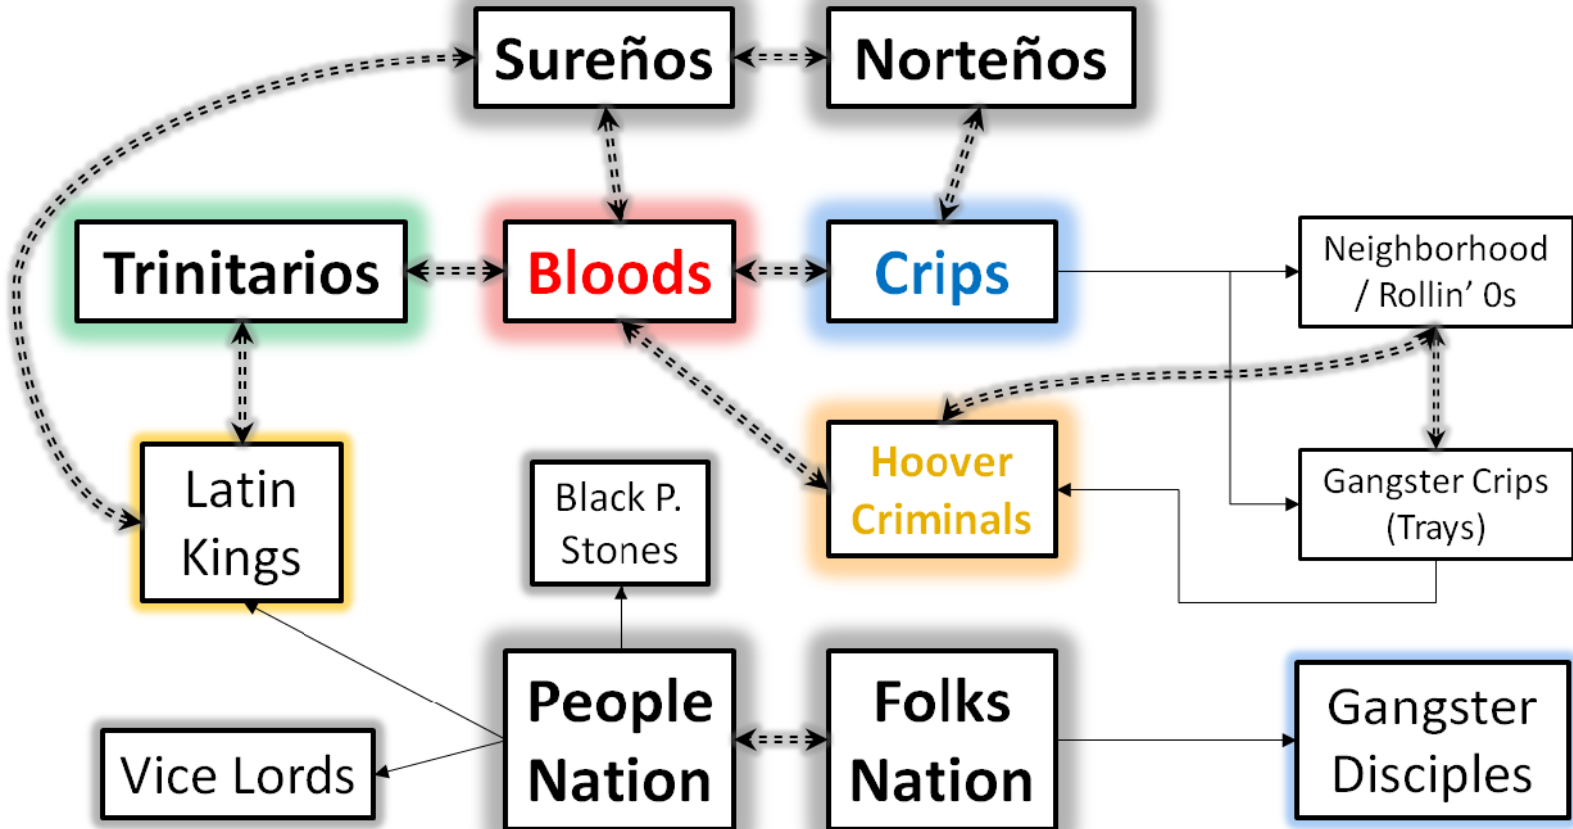 Sureños
Norteños
Trinitarios
Bloods
Crips
Neighborhood
/ Rollin’ 0s
Latin
Kings
Black P.
Stones
Hoover
Criminals
Gangster Crips
(Trays)
Vice Lords
People
Nation
Folks
Nation
Gangster
Disciples